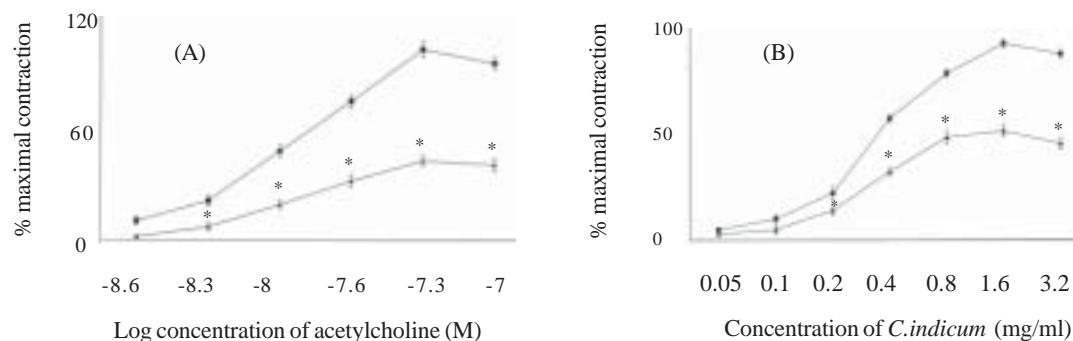 120
(A)
60
0
% maximal contraction
*
*
*
*
*
*
-8.6 -8.3 -8 -7.6 -7.3 -7
Log concentration of acetylcholine (M)
100
(B)
50
0
% maximal contraction
*
*
*
*
*
0.05 0.1 0.2 0.4 0.8 1.6 3.2
Concentration of C.indicum (mg/ml)